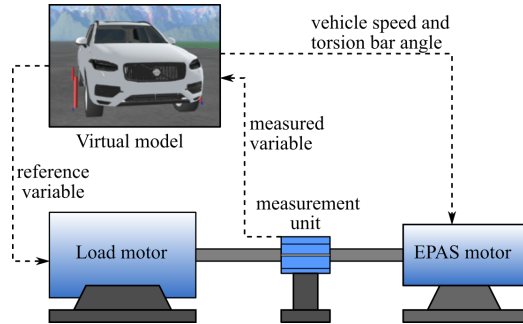 vehicle speed and
torsion bar angle
Virtual model
measured
variable
reference
variable
measurement
unit
Load motor
EPAS motor